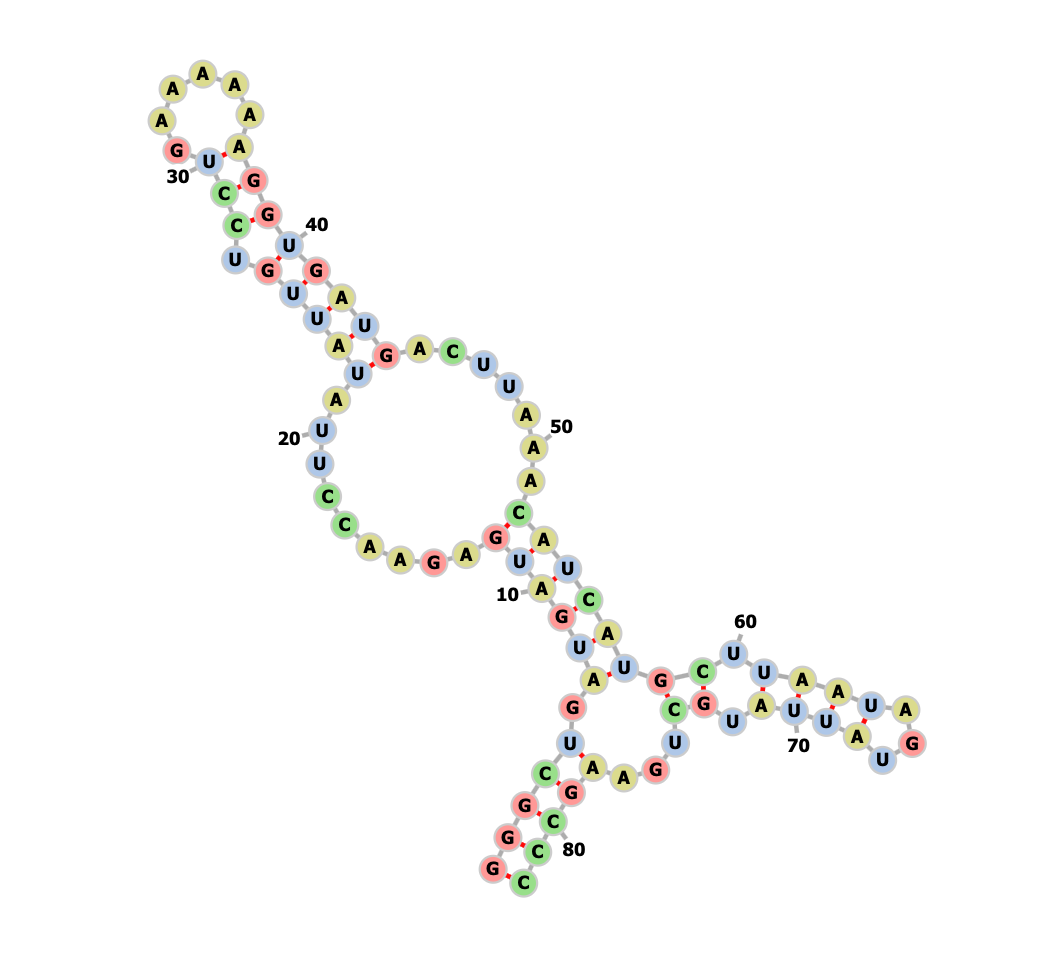 A
A A
A A
G U A
30 C G
C G 40
U U
G G
U A
U U
A G A C
U U
A U
20 U A 50
A
U
C A
C C
A A G A G A
U U
10 A C
G A 60
U U U
A G C U A A
G C G U A U U U A
U U 70 A G
C A A G U
G G
G C 80
C
G C